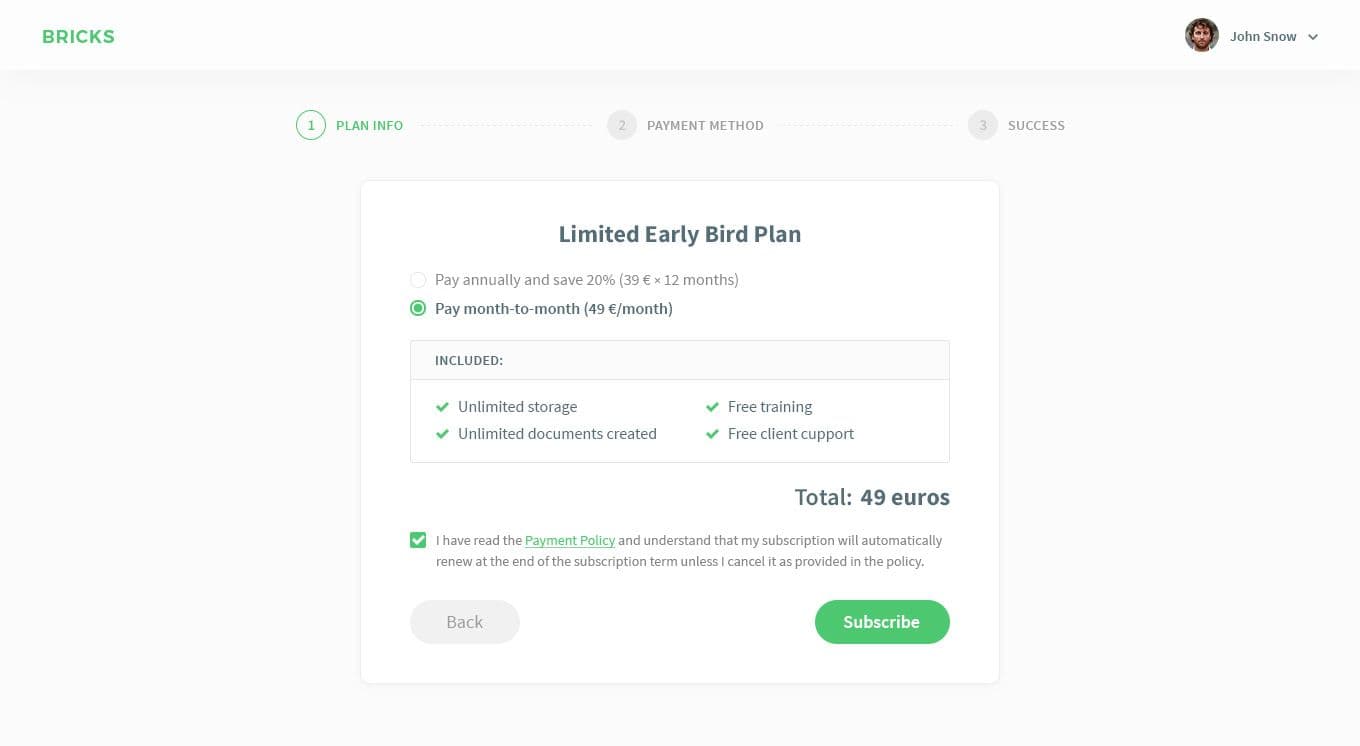 BRICKS
John Snow
1 PLAN INFO
2 PAYMENT METHOD
3 SUCCESS
Limited Early Bird Plan
Pay annually and save 20% (39 € × 12 months)
Pay month-to-month (49 €/month)
INCLUDED:
Unlimited storage
Free training
Unlimited documents created
Free client cupport
Total: 49 euros
I have read the Payment Policy and understand that my subscription will automatically
renew at the end of the subscription term unless I cancel it as provided in the policy.
Back
Subscribe